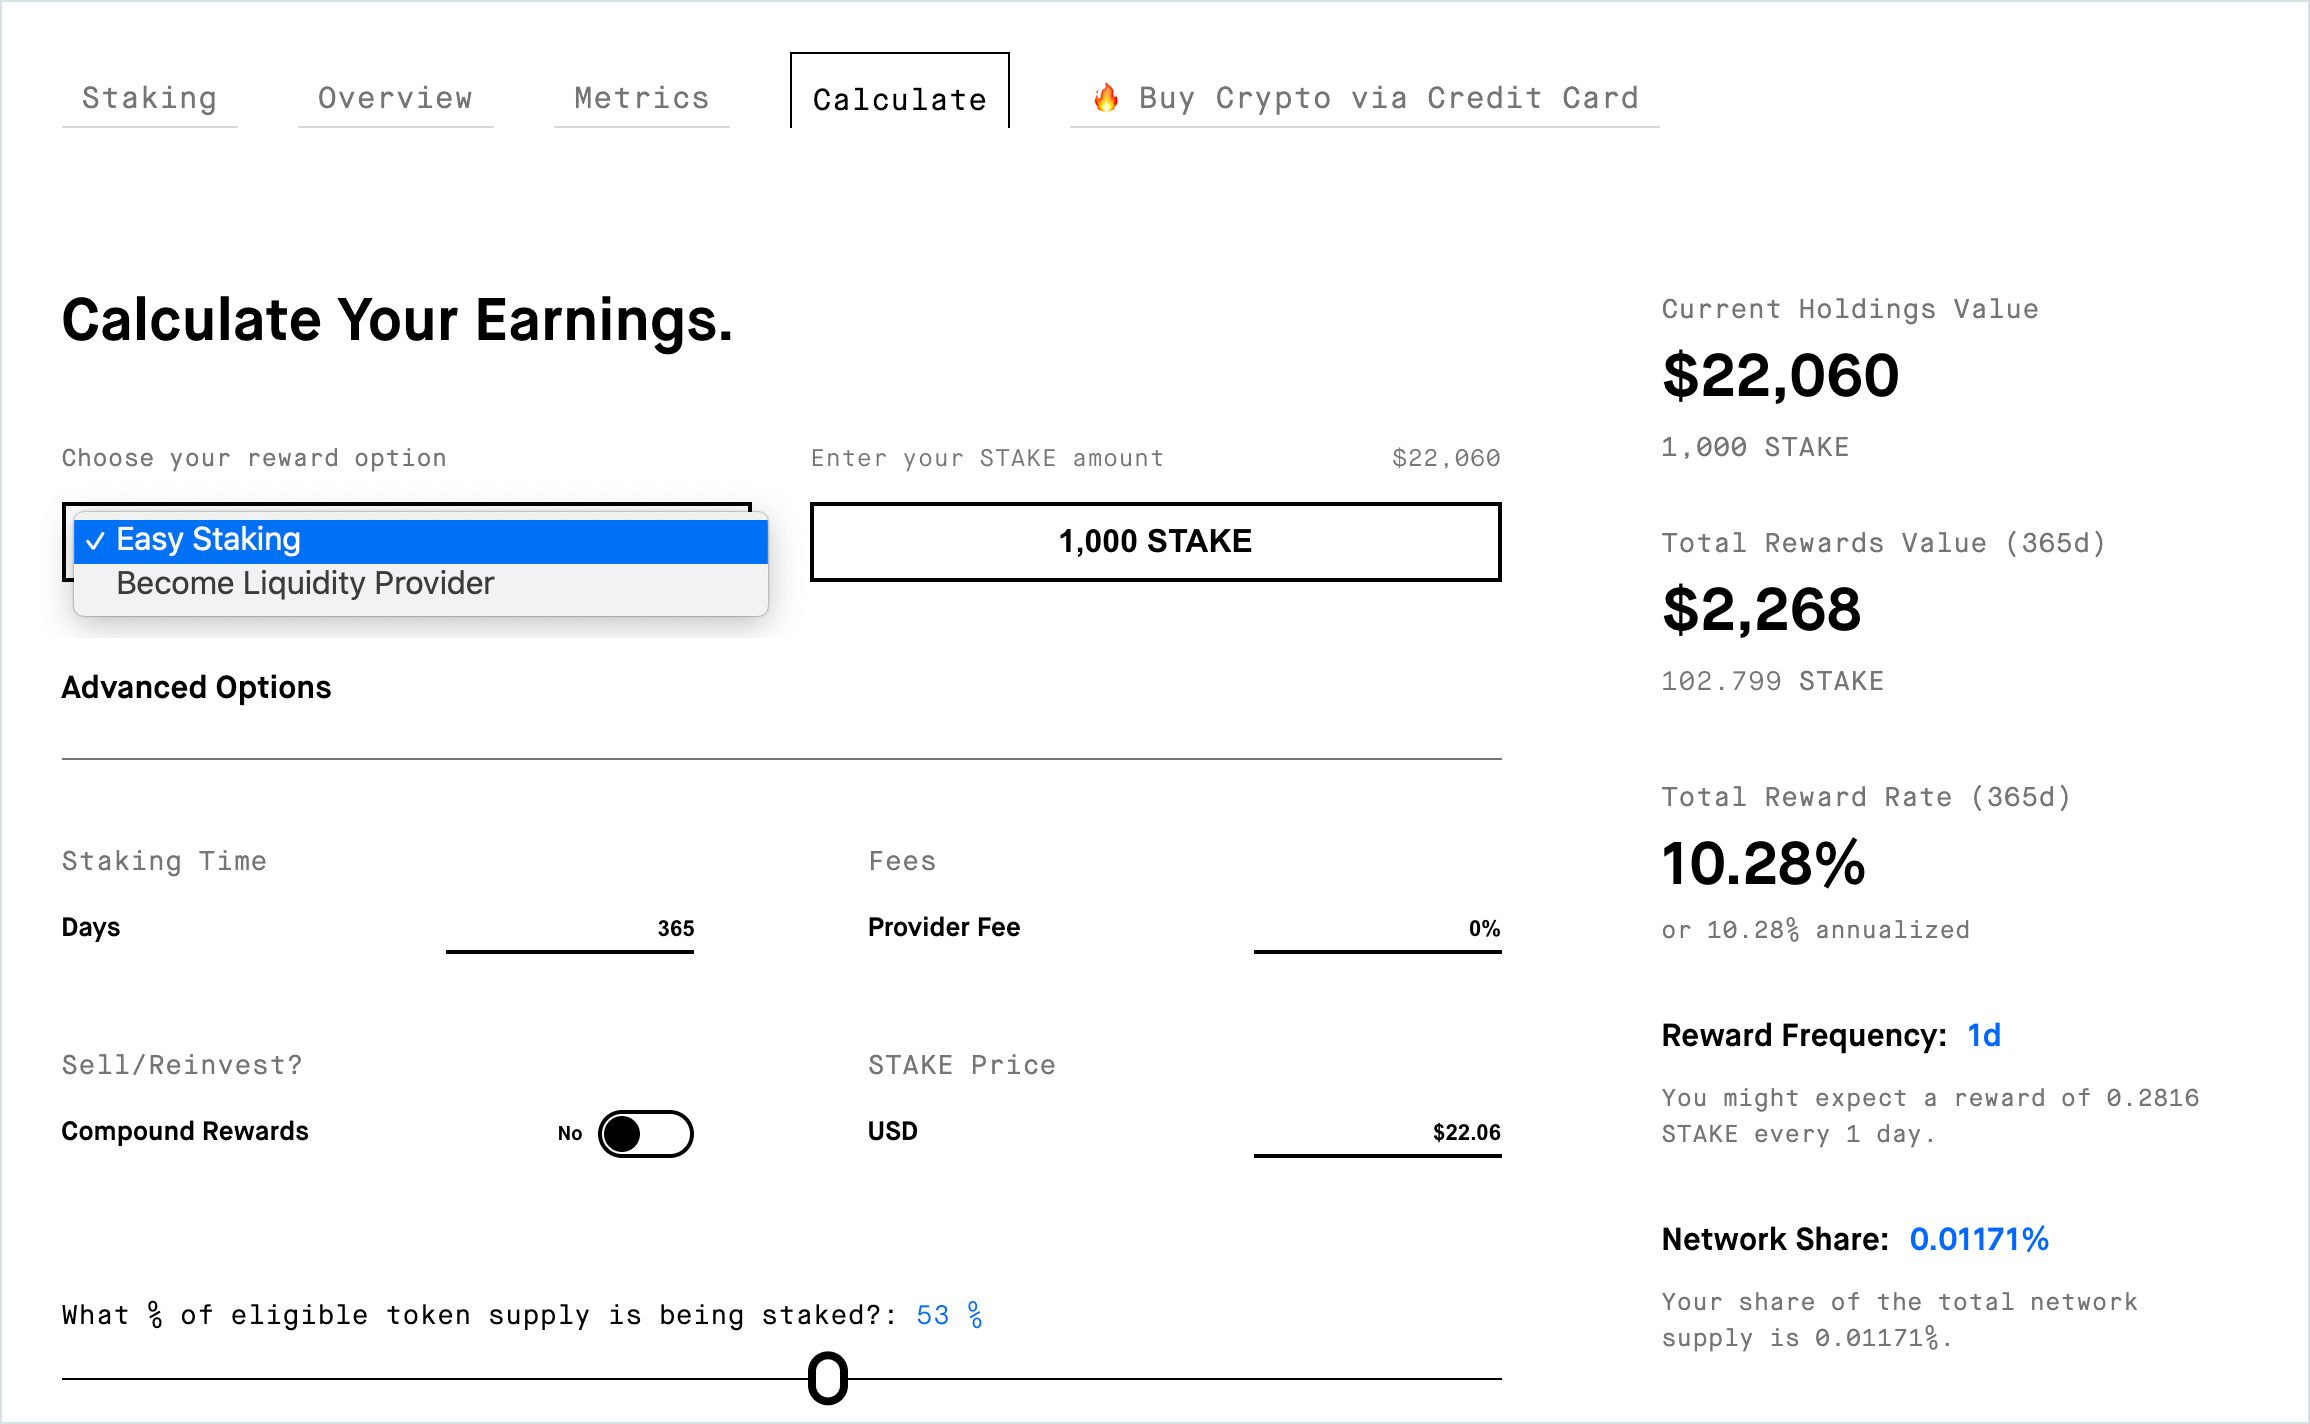 Staking
Overview
Metrics
Calculate
🔥 Buy Crypto via Credit Card
Calculate Your Earnings.
Choose your reward option
✓ Easy Staking
Become Liquidity Provider
Enter your STAKE amount
$22,060
1,000 STAKE
Advanced Options
Staking Time
Days
365
Fees
Provider Fee
0%
Sell/Reinvest?
Compound Rewards
No
STAKE Price
USD
$22.06
What % of eligible token supply is being staked?: 53 %
Current Holdings Value
$22,060
1,000 STAKE
Total Rewards Value (365d)
$2,268
102.799 STAKE
Total Reward Rate (365d)
10.28%
or 10.28% annualized
Reward Frequency: 1d
You might expect a reward of 0.2816
STAKE every 1 day.
Network Share: 0.01171%
Your share of the total network
supply is 0.01171%.